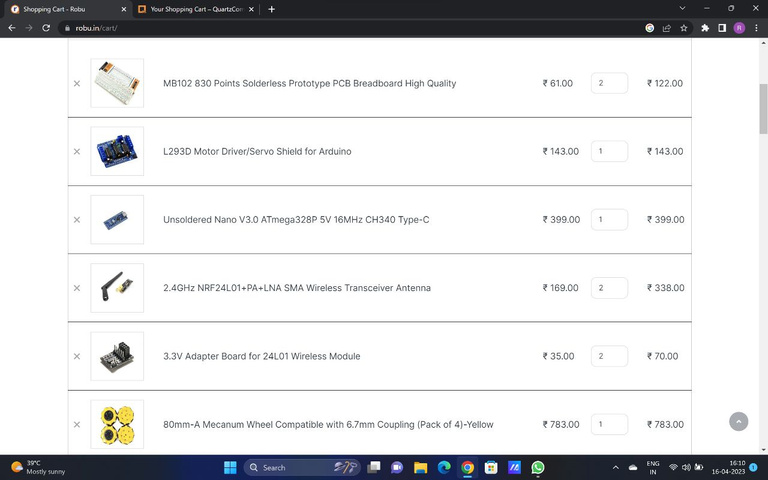 Shopping Cart - Robu
Your Shopping Cart – QuartzCom
robu.in/cart/
R
MB102 830 Points Solderless Prototype PCB Breadboard High Quality ₹ 61.00 2 ₹ 122.00
L293D Motor Driver/Servo Shield for Arduino ₹ 143.00 1 ₹ 143.00
Unsoldered Nano V3.0 ATmega328P 5V 16MHz CH340 Type-C ₹ 399.00 1 ₹ 399.00
2.4GHz NRF24L01+PA+LNA SMA Wireless Transceiver Antenna ₹ 169.00 2 ₹ 338.00
3.3V Adapter Board for 24L01 Wireless Module ₹ 35.00 2 ₹ 70.00
80mm-A Mecanum Wheel Compatible with 6.7mm Coupling (Pack of 4)-Yellow ₹ 783.00 1 ₹ 783.00
39°C
Mostly sunny
Search
ENG
IN
16:10
16-04-2023
1